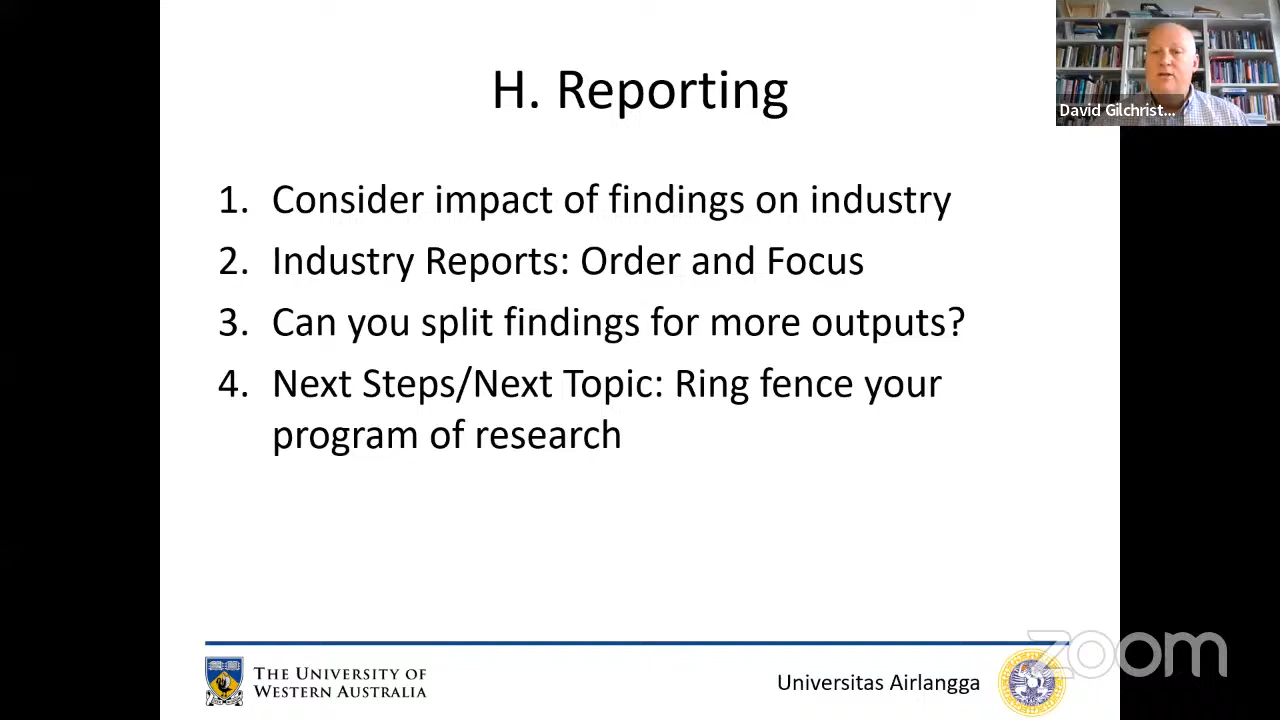 H. Reporting
David Gilchrist...
1. Consider impact of findings on industry
2. Industry Reports: Order and Focus
3. Can you split findings for more outputs?
4. Next Steps/Next Topic: Ring fence your
program of research
THE UNIVERSITY OF
WESTERN AUSTRALIA
Universitas Airlangga
zoom